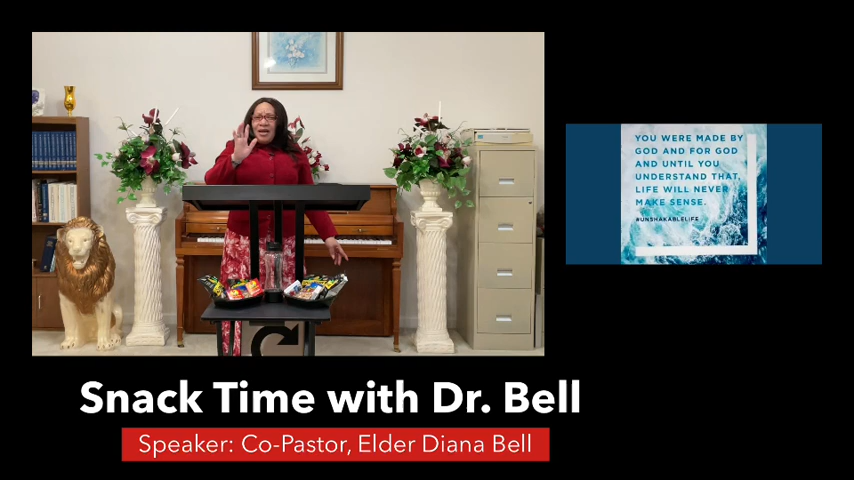 YOU WERE MADE BY
GOD AND FOR GOD
AND UNTIL YOU
UNDERSTAND THAT,
LIFE WILL NEVER
MAKE SENSE.
#UNSHAKABLELIFE
Snack Time with Dr. Bell
Speaker: Co-Pastor, Elder Diana Bell